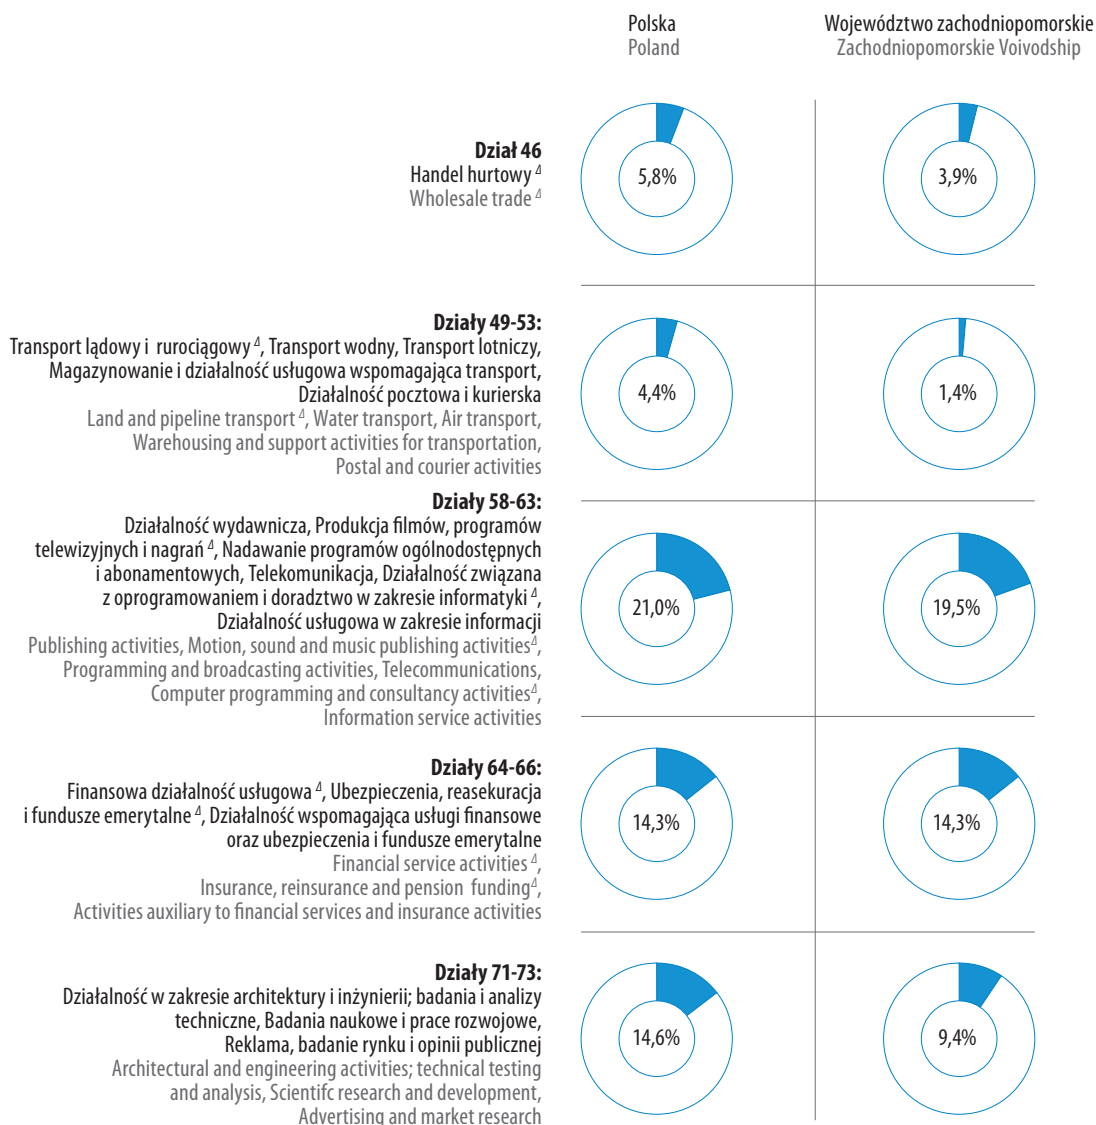 Polska
Poland
Województwo zachodniopomorskie
Zachodniopomorskie Voivodship
Dział 46
Handel hurtowy Δ
Wholesale trade Δ
5,8%
3,9%
Działy 49-53:
Transport lądowy i rurociągowy Δ, Transport wodny, Transport lotniczy,
Magazynowanie i działalność usługowa wspomagająca transport,
Działalność pocztowa i kurierska
Land and pipeline transport Δ, Water transport, Air transport,
Warehousing and support activities for transportation,
Postal and courier activities
4,4%
1,4%
Działy 58-63:
Działalność wydawnicza, Produkcja filmów, programów
telewizyjnych i nagrań Δ, Nadawanie programów ogólnodostępnych
i abonamentowych, Telekomunikacja, Działalność związana
z oprogramowaniem i doradztwo w zakresie informatyki Δ,
Działalność usługowa w zakresie informacji
Publishing activities, Motion, sound and music publishing activitiesΔ,
Programming and broadcasting activities, Telecommunications,
Computer programming and consultancy activitiesΔ,
Information service activities
21,0%
19,5%
Działy 64-66:
Finansowa działalność usługowa Δ, Ubezpieczenia, reasekuracja
i fundusze emerytalne Δ, Działalność wspomagająca usługi finansowe
oraz ubezpieczenia i fundusze emerytalne
Financial service activities Δ,
Insurance, reinsurance and pension fundingΔ,
Activities auxiliary to financial services and insurance activities
14,3%
14,3%
Działy 71-73:
Działalność w zakresie architektury i inżynierii; badania i analizy
techniczne, Badania naukowe i prace rozwojowe,
Reklama, badanie rynku i opinii publicznej
Architectural and engineering activities; technical testing
and analysis, Scientifc research and development,
Advertising and market research
14,6%
9,4%